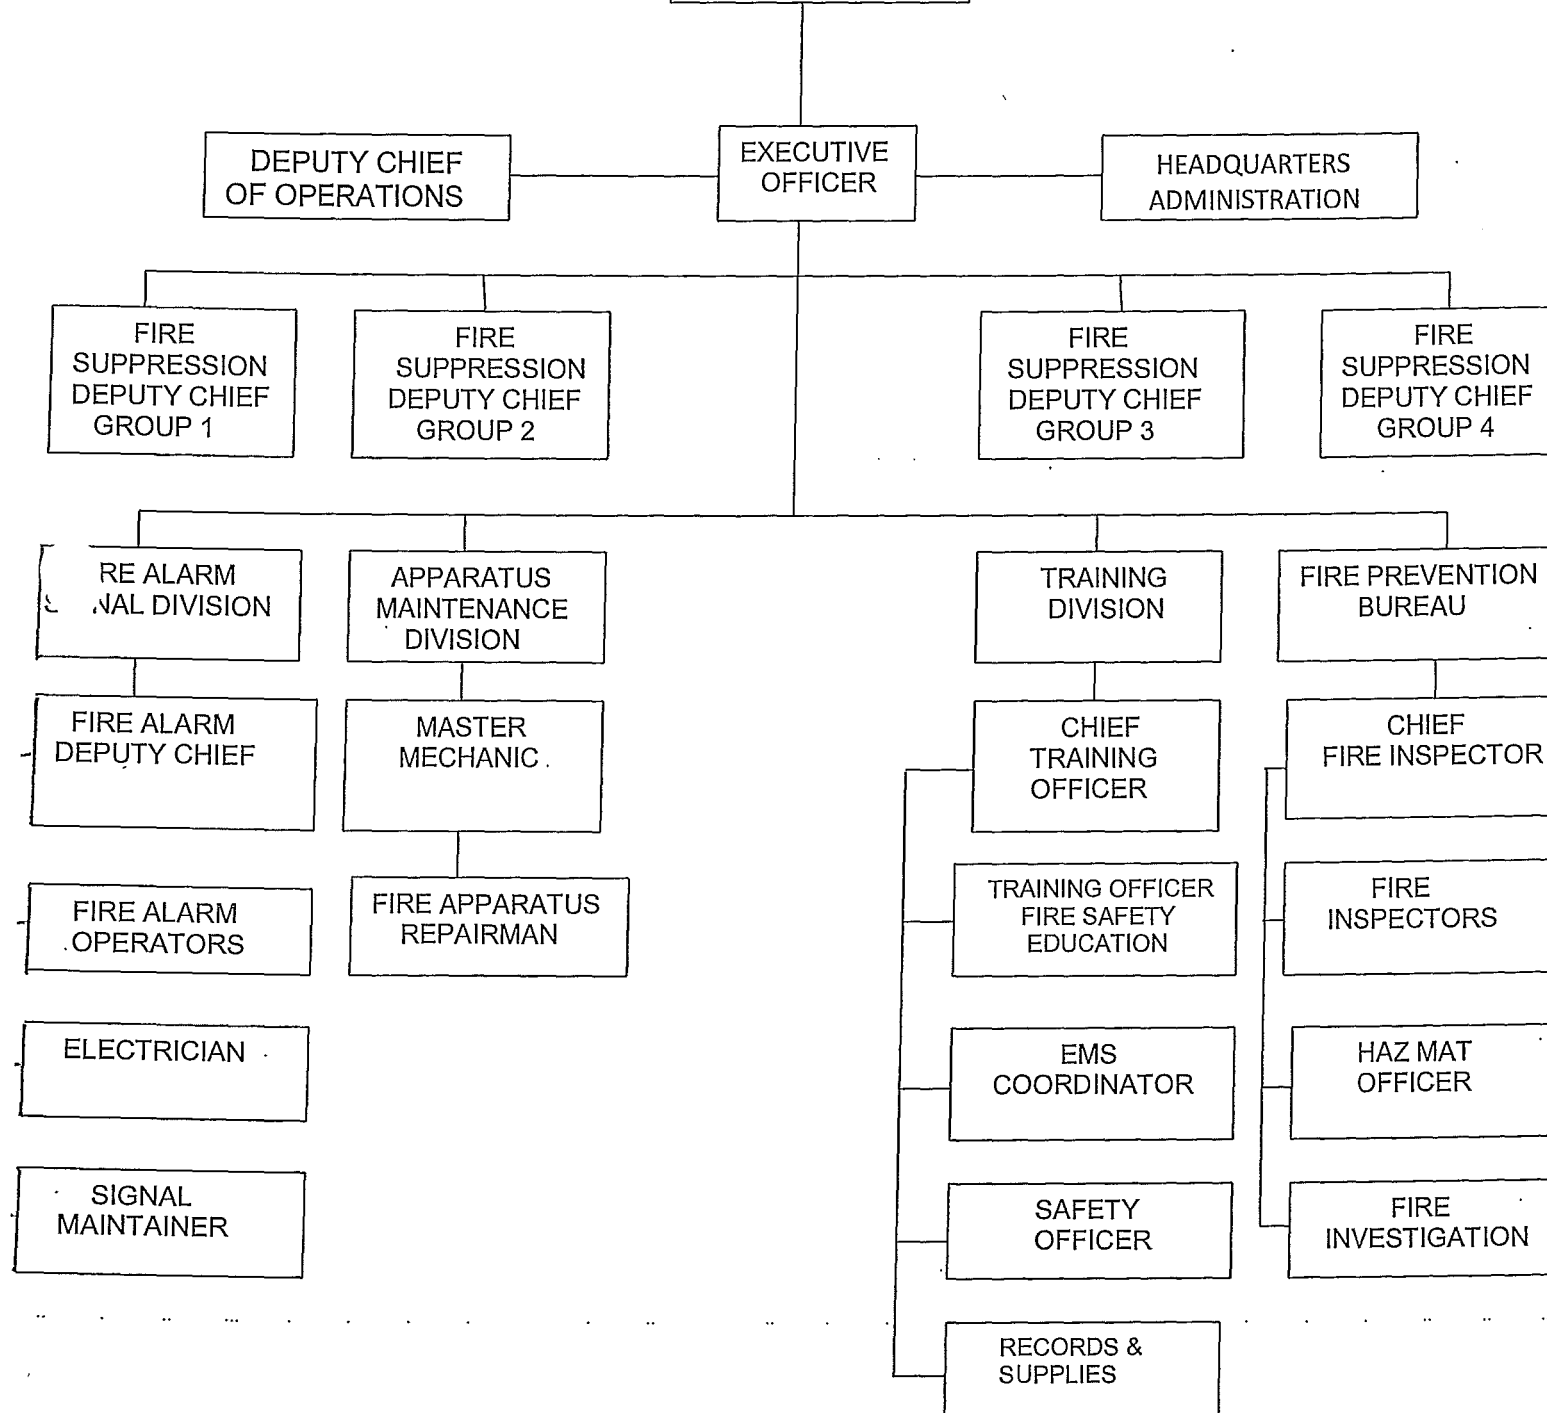 DEPUTY CHIEF
OF OPERATIONS
EXECUTIVE
OFFICER
HEADQUARTERS
ADMINISTRATION
FIRE
SUPPRESSION
DEPUTY CHIEF
GROUP 1
FIRE
SUPPRESSION
DEPUTY CHIEF
GROUP 2
FIRE
SUPPRESSION
DEPUTY CHIEF
GROUP 3
FIRE
SUPPRESSION
DEPUTY CHIEF
GROUP 4
RE ALARM
NAL DIVISION
APPARATUS
MAINTENANCE
DIVISION
TRAINING
DIVISION
FIRE PREVENTION
BUREAU
FIRE ALARM
DEPUTY CHIEF
MASTER
MECHANIC
CHIEF
TRAINING
OFFICER
CHIEF
FIRE INSPECTOR
FIRE ALARM
OPERATORS
FIRE APPARATUS
REPAIRMAN
TRAINING OFFICER
FIRE SAFETY
EDUCATION
FIRE
INSPECTORS
ELECTRICIAN
EMS
COORDINATOR
HAZ MAT
OFFICER
SIGNAL
MAINTAINER
SAFETY
OFFICER
FIRE
INVESTIGATION
RECORDS &
SUPPLIES